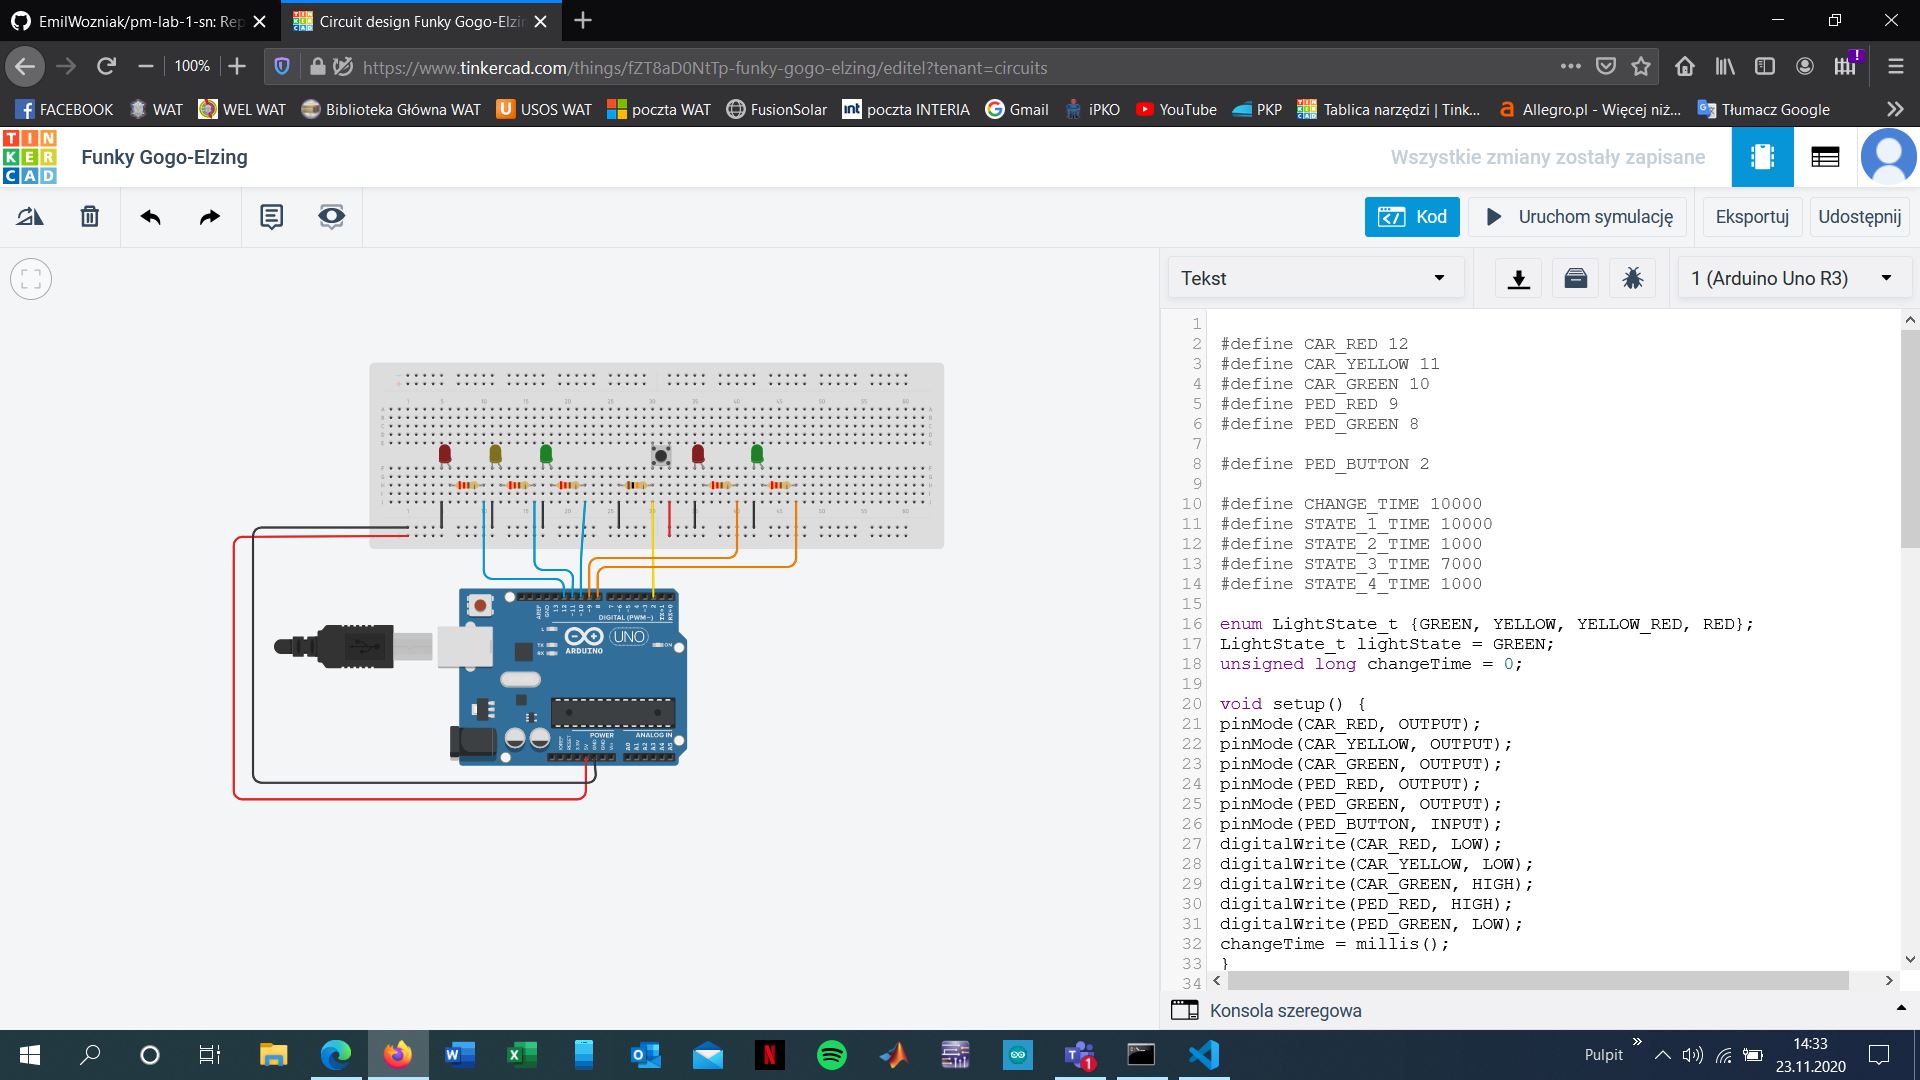 EmilWozniak/pm-lab-1-sn: Rep
Circuit design Funky Gogo-Elzin
100%
https://www.tinkercad.com/things/fZT8aD0NtTp-funky-gogo-elzing/editel?tenant=circuits
FACEBOOK
WAT
WEL WAT
Biblioteka Główna WAT
USOS WAT
poczta WAT
FusionSolar
poczta INTERIA
Gmail
iPKO
YouTube
PKP
Tablica narzędzi | Tink...
Allegro.pl - Więcej niż...
Tłumacz Google
TINKERCAD
Funky Gogo-Elzing
Wszystkie zmiany zostały zapisane
Kod
Uruchom symulację
Eksportuj
Udostępnij
Tekst
1 (Arduino Uno R3)
1
2 #define CAR_RED 12
3 #define CAR_YELLOW 11
4 #define CAR_GREEN 10
5 #define PED_RED 9
6 #define PED_GREEN 8
7
8 #define PED_BUTTON 2
9
10 #define CHANGE_TIME 10000
11 #define STATE_1_TIME 10000
12 #define STATE_2_TIME 1000
13 #define STATE_3_TIME 7000
14 #define STATE_4_TIME 1000
15
16 enum LightState_t {GREEN, YELLOW, YELLOW_RED, RED};
17 LightState_t lightState = GREEN;
18 unsigned long changeTime = 0;
19
20 void setup() {
21 pinMode(CAR_RED, OUTPUT);
22 pinMode(CAR_YELLOW, OUTPUT);
23 pinMode(CAR_GREEN, OUTPUT);
24 pinMode(PED_RED, OUTPUT);
25 pinMode(PED_GREEN, OUTPUT);
26 pinMode(PED_BUTTON, INPUT);
27 digitalWrite(CAR_RED, LOW);
28 digitalWrite(CAR_YELLOW, LOW);
29 digitalWrite(CAR_GREEN, HIGH);
30 digitalWrite(PED_RED, HIGH);
31 digitalWrite(PED_GREEN, LOW);
32 changeTime = millis();
33 }
34
DIGITAL (PWM~)
UNO
ARDUINO
TX
RX
ON
POWER
ANALOG IN
Konsola szeregowa
Pulpit
14:33
23.11.2020